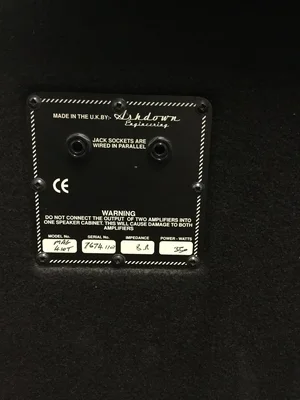 MADE IN THE U.K.BY:- Ashdown
Engineering
JACK SOCKETS ARE
WIRED IN PARALLEL
CE
WARNING
DO NOT CONNECT THE OUTPUT OF TWO AMPLIFIERS INTO
ONE SPEAKER CABINET, THIS WILL CAUSE DAMAGE TO BOTH
AMPLIFIERS
MODEL No. SERIAL No. IMPEDANCE POWER - WATTS
MAG
410T